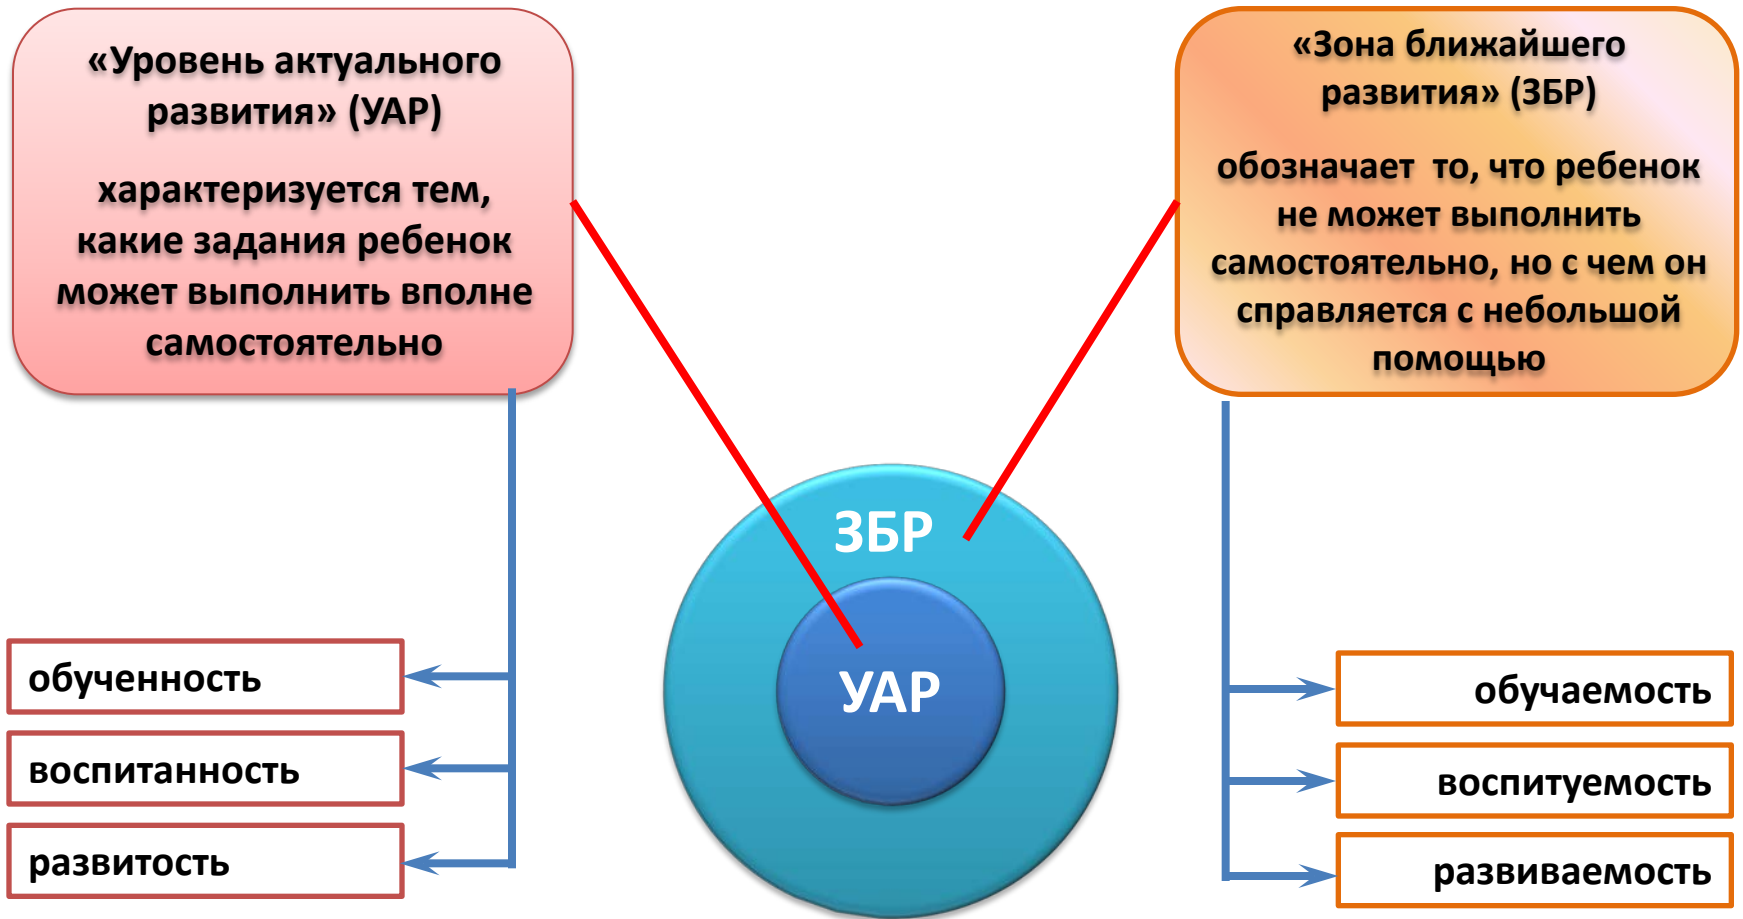 «Уровень актуального
развития» (УАР)
характеризуется тем,
какие задания ребенок
может выполнить вполне
самостоятельно
«Зона ближайшего
развития» (ЗБР)
обозначает то, что ребенок
не может выполнить
самостоятельно, но с чем он
справляется с небольшой
помощью
ЗБР
УАР
обученность
воспитанность
развитость
обучаемость
воспитуемость
развиваемость